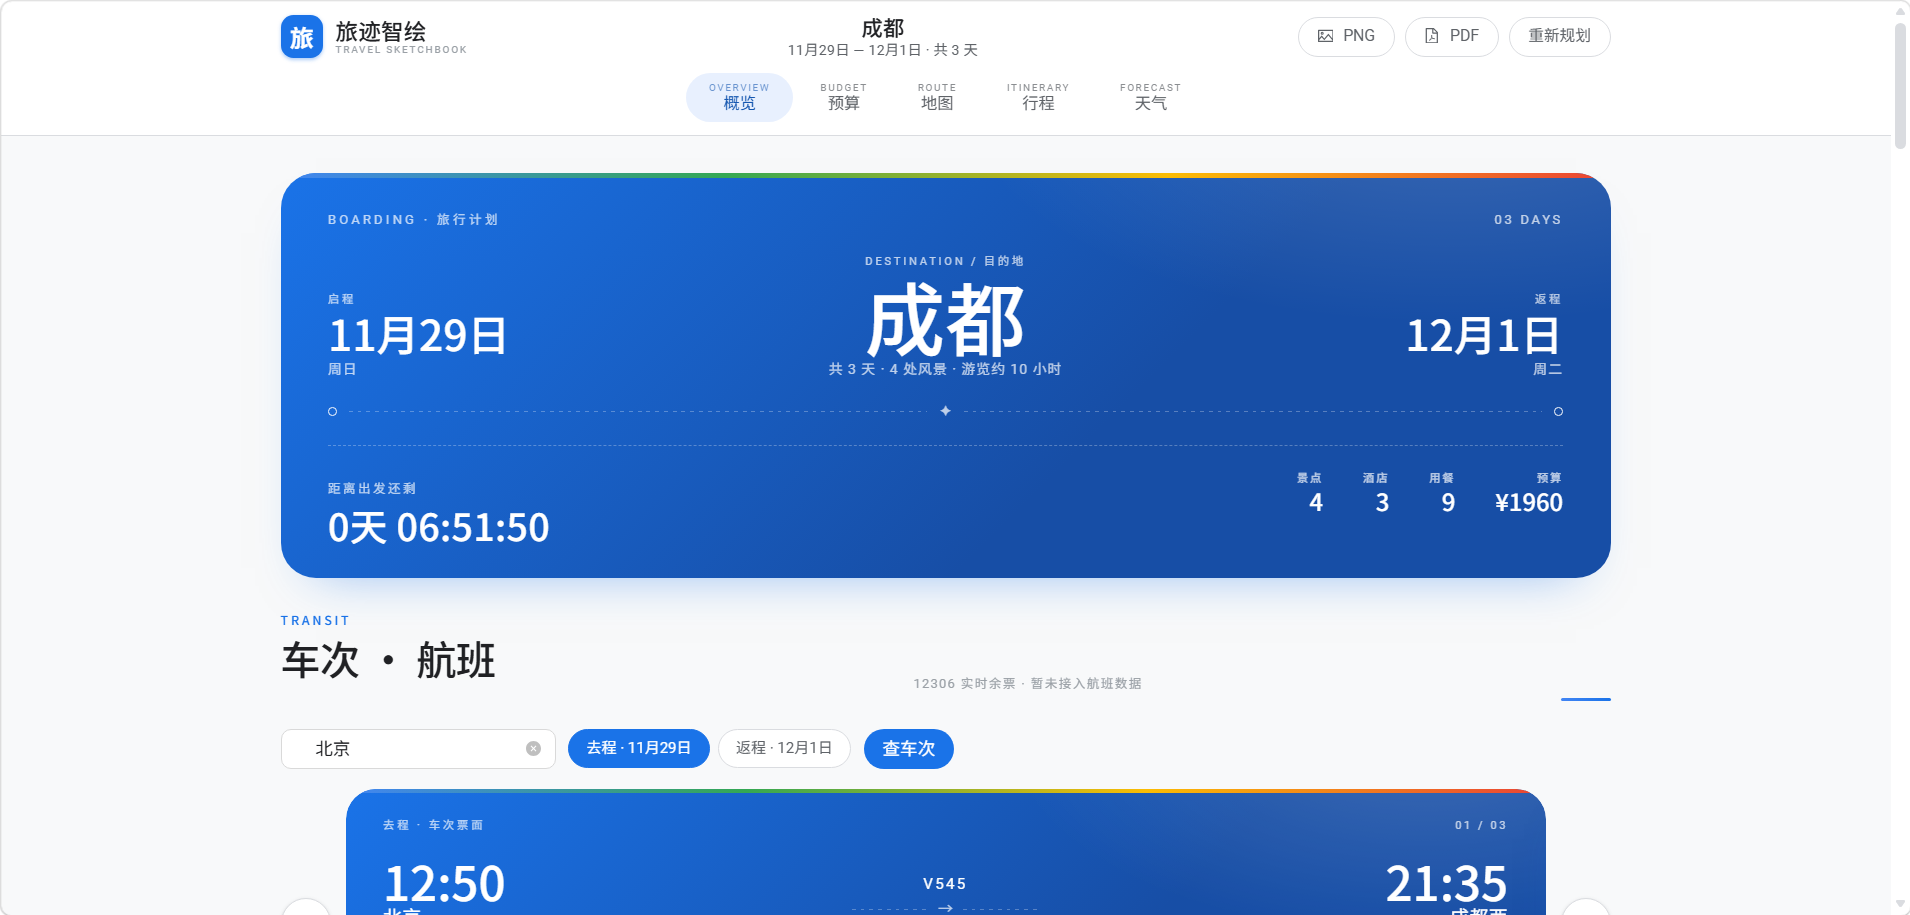 旅 旅迹智绘
TRAVEL SKETCHBOOK
成都
11月29日 — 12月1日 · 共 3 天
PNG
PDF
重新规划
OVERVIEW
概览
BUDGET
预算
ROUTE
地图
ITINERARY
行程
FORECAST
天气
BOARDING · 旅行计划
03 DAYS
DESTINATION / 目的地
成都
共 3 天 · 4 处风景 · 游览约 10 小时
启程
11月29日
周日
返程
12月1日
周二
距离出发还剩
0天 06:51:50
景点
4
酒店
3
用餐
9
预算
¥1960
TRANSIT
车次 · 航班
12306 实时余票 · 暂未接入航班数据
北京
去程 · 11月29日
返程 · 12月1日
查车次
去程 · 车次票面
01 / 03
12:50
V545
21:35
北京
→
成都西